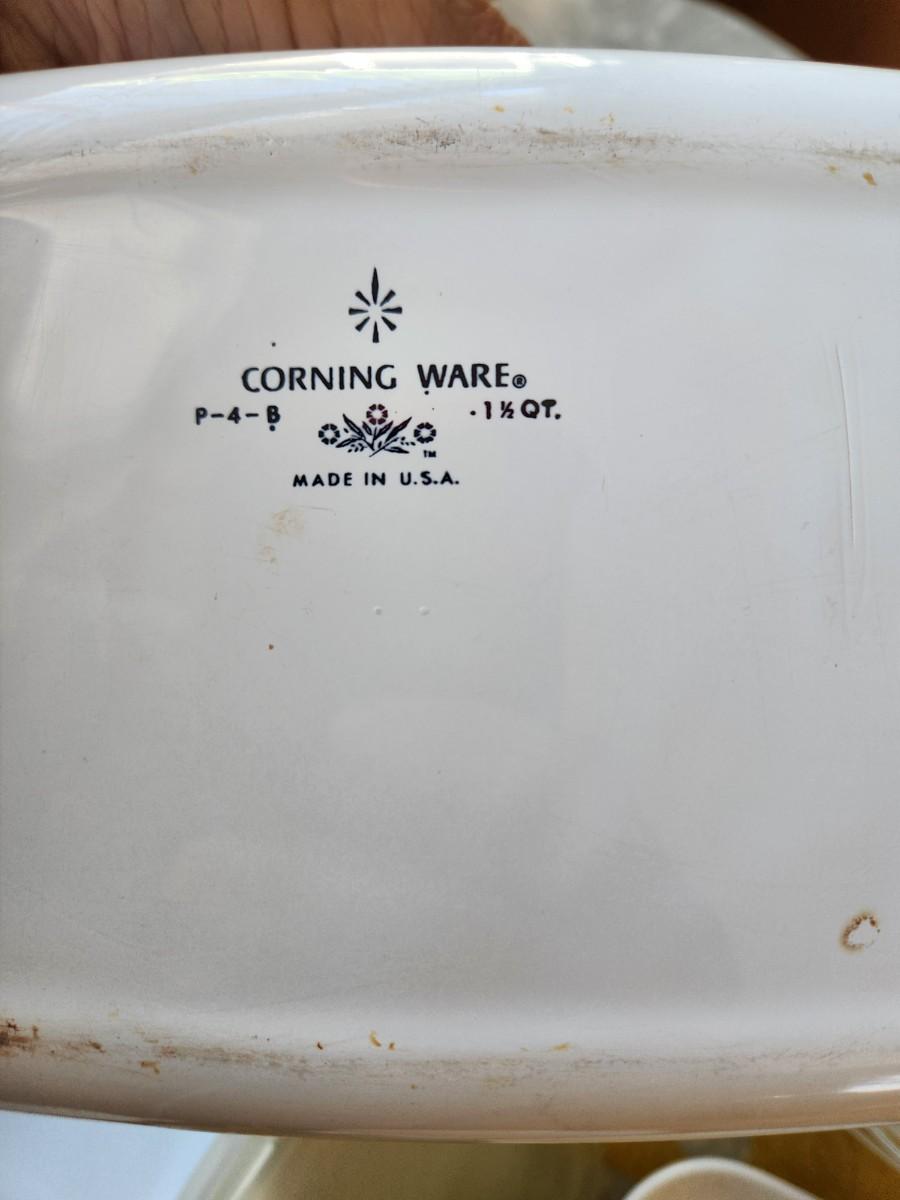 CORNING WARE®
P-4-B · 1½ QT.
TM
MADE IN U.S.A.